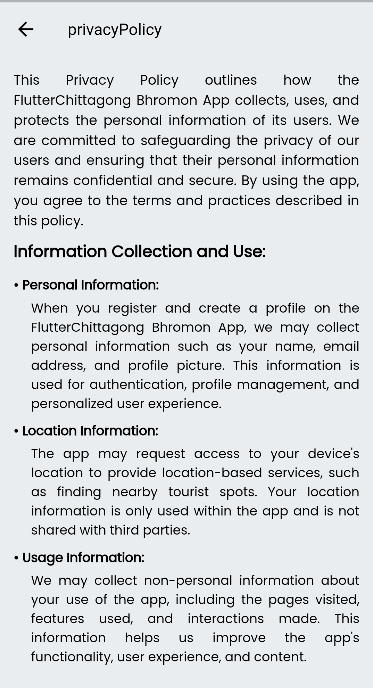 privacyPolicy
This Privacy Policy outlines how the
FlutterChittagong Bhromon App collects, uses, and
protects the personal information of its users. We
are committed to safeguarding the privacy of our
users and ensuring that their personal information
remains confidential and secure. By using the app,
you agree to the terms and practices described in
this policy.
Information Collection and Use:
• Personal Information:
When you register and create a profile on the
FlutterChittagong Bhromon App, we may collect
personal information such as your name, email
address, and profile picture. This information is
used for authentication, profile management, and
personalized user experience.
• Location Information:
The app may request access to your device's
location to provide location-based services, such
as finding nearby tourist spots. Your location
information is only used within the app and is not
shared with third parties.
• Usage Information:
We may collect non-personal information about
your use of the app, including the pages visited,
features used, and interactions made. This
information helps us improve the app's
functionality, user experience, and content.